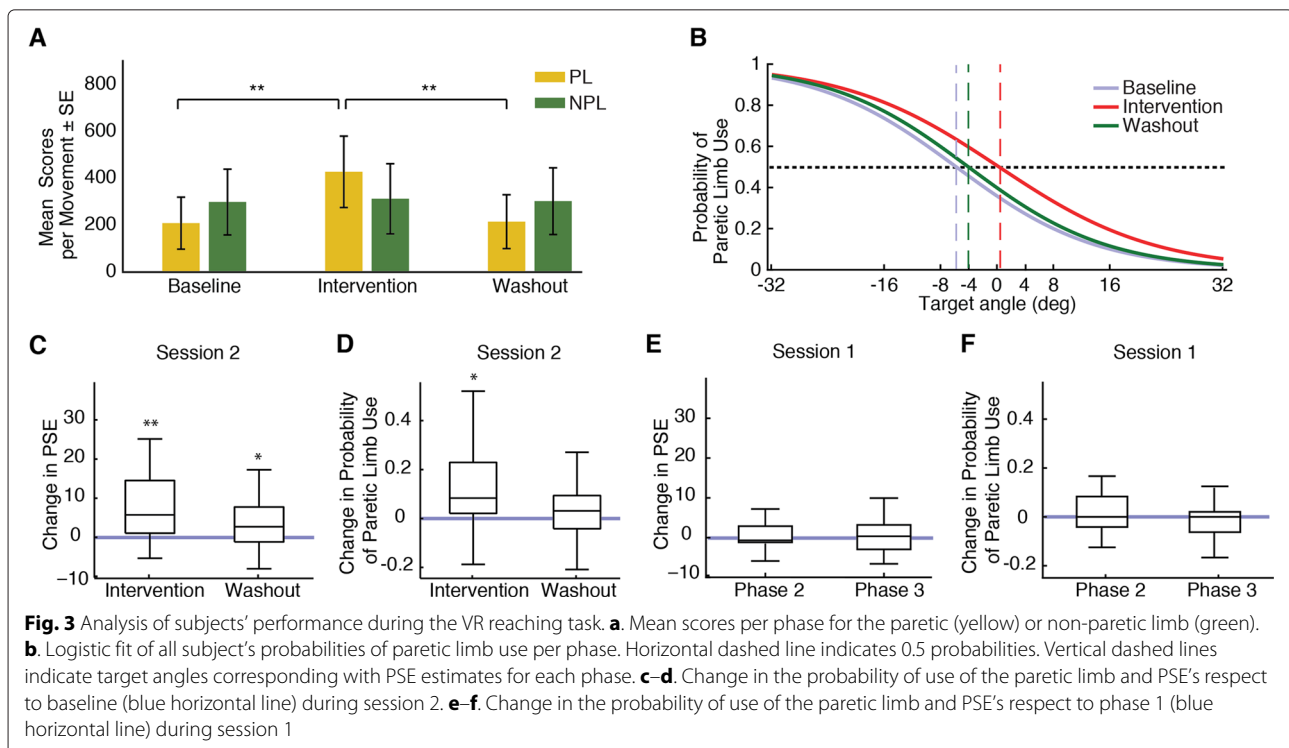 A
800
600
400
200
0
Mean Scores
per Movement ± SE
**
**
PL
NPL
Baseline
Intervention
Washout
B
1
0.8
0.6
0.4
0.2
0
Probability of
Paretic Limb Use
Baseline
Intervention
Washout
-32
-16
-8
-4
0
4
8
16
32
Target angle (deg)
C
Session 2
30
20
10
0
−10
Change in PSE
**
*
Intervention
Washout
D
Session 2
0.4
0.2
0
-0.2
Change in Probability
of Paretic Limb Use
*
Intervention
Washout
E
Session 1
30
20
10
0
−10
Change in PSE
Phase 2
Phase 3
F
Session 1
0.4
0.2
0
-0.2
Change in Probability
of Paretic Limb Use
Phase 2
Phase 3
Fig. 3 Analysis of subjects’ performance during the VR reaching task. a. Mean scores per phase for the paretic (yellow) or non-paretic limb (green).
b. Logistic fit of all subject’s probabilities of paretic limb use per phase. Horizontal dashed line indicates 0.5 probabilities. Vertical dashed lines
indicate target angles corresponding with PSE estimates for each phase. c–d. Change in the probability of use of the paretic limb and PSE’s respect
to baseline (blue horizontal line) during session 2. e–f. Change in the probability of use of the paretic limb and PSE’s respect to phase 1 (blue
horizontal line) during session 1